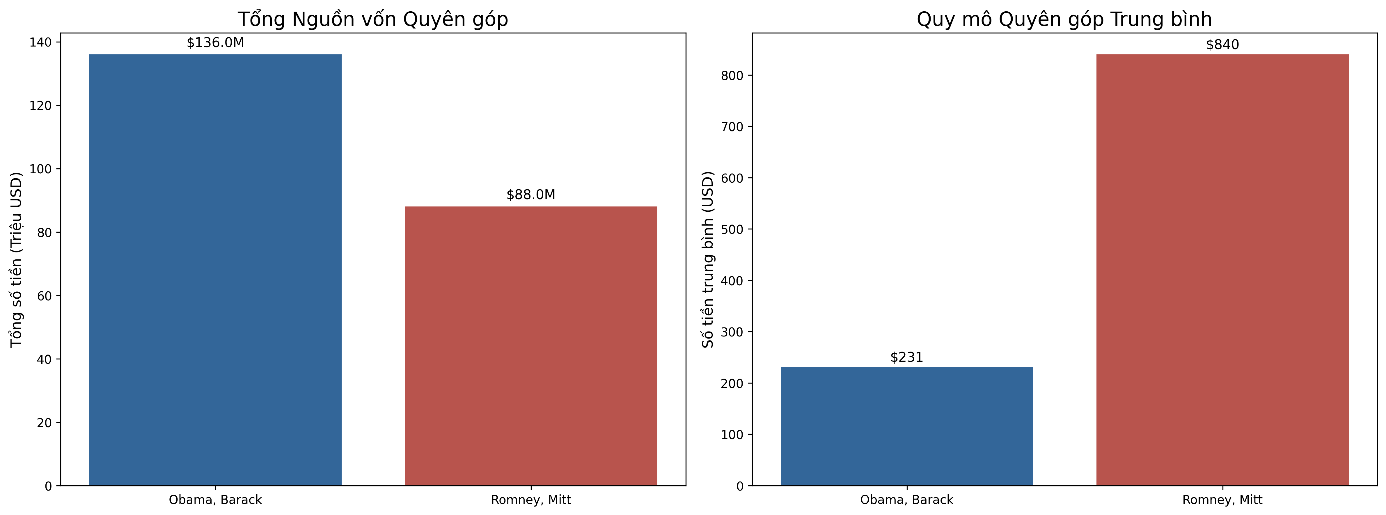 Tổng Nguồn vốn Quyên góp
$136.0M
$88.0M
Tổng số tiền (Triệu USD)
140
120
100
80
60
40
20
0
Obama, Barack
Romney, Mitt
Quy mô Quyên góp Trung bình
$840
$231
Số tiền trung bình (USD)
800
700
600
500
400
300
200
100
0
Obama, Barack
Romney, Mitt